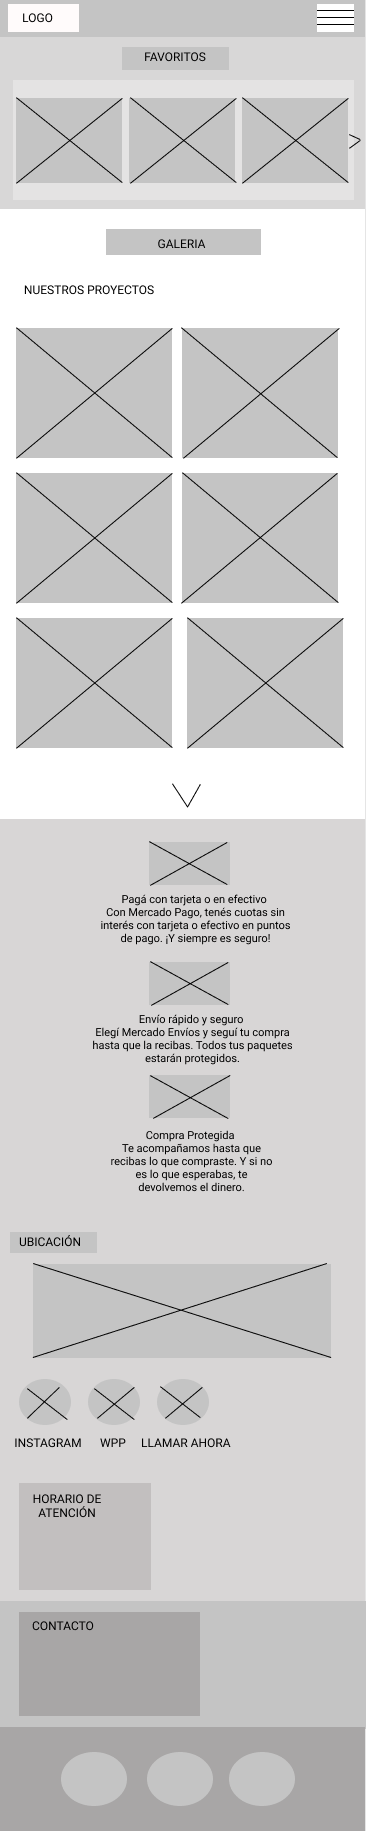 LOGO
FAVORITOS
GALERIA
NUESTROS PROYECTOS
Pagá con tarjeta o en efectivo
Con Mercado Pago, tenés cuotas sin
interés con tarjeta o efectivo en puntos
de pago. ¡Y siempre es seguro!
Envío rápido y seguro
Elegí Mercado Envíos y seguí tu compra
hasta que la recibas. Todos tus paquetes
estarán protegidos.
Compra Protegida
Te acompañamos hasta que
recibas lo que compraste. Y si no
es lo que esperabas, te
devolvemos el dinero.
UBICACIÓN
INSTAGRAM WPP LLAMAR AHORA
HORARIO DE
ATENCIÓN
CONTACTO